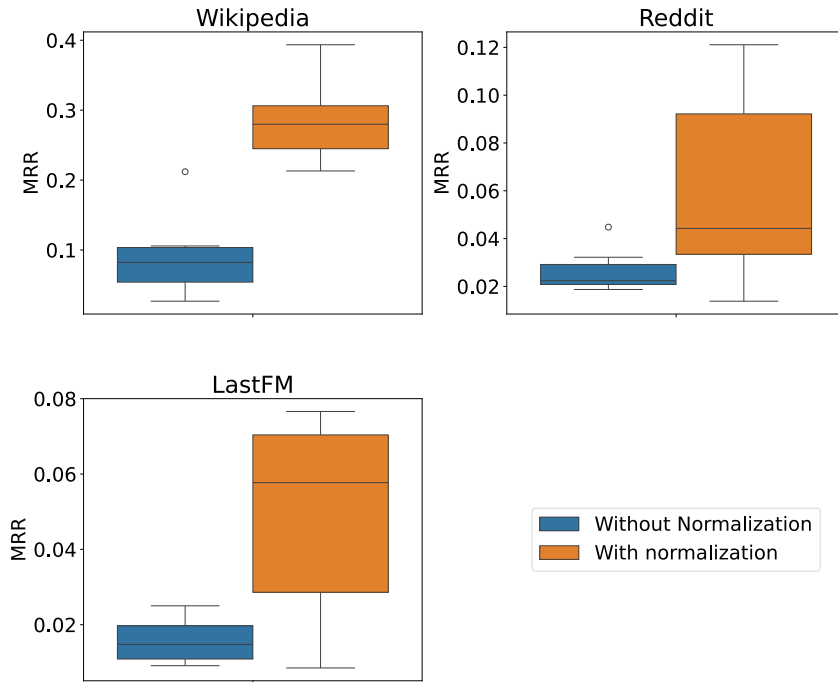 Wikipedia
0.4
0.3
0.2
0.1
MRR
Reddit
0.12
0.10
0.08
0.06
0.04
0.02
MRR
LastFM
0.08
0.06
0.04
0.02
MRR
Without Normalization
With normalization